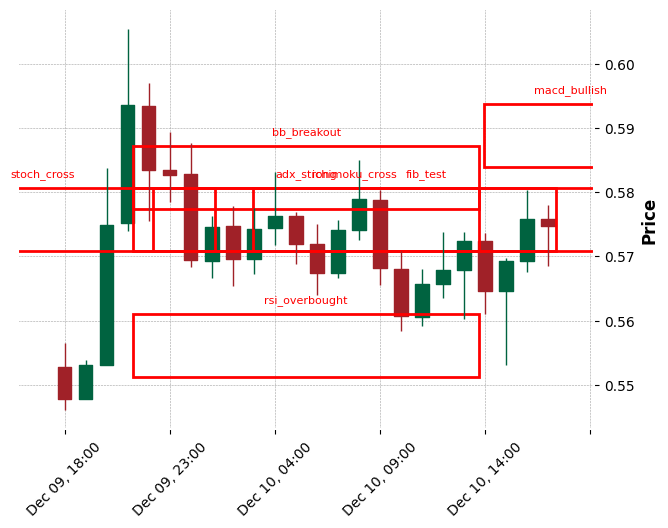 0.60
macd_bullish
0.59
bb_breakout
stoch_cross
adx_strong
ichimoku_cross
fib_test
0.58
Price
0.57
rsi_overbought
0.56
0.55
Dec 09, 18:00
Dec 09, 23:00
Dec 10, 04:00
Dec 10, 09:00
Dec 10, 14:00